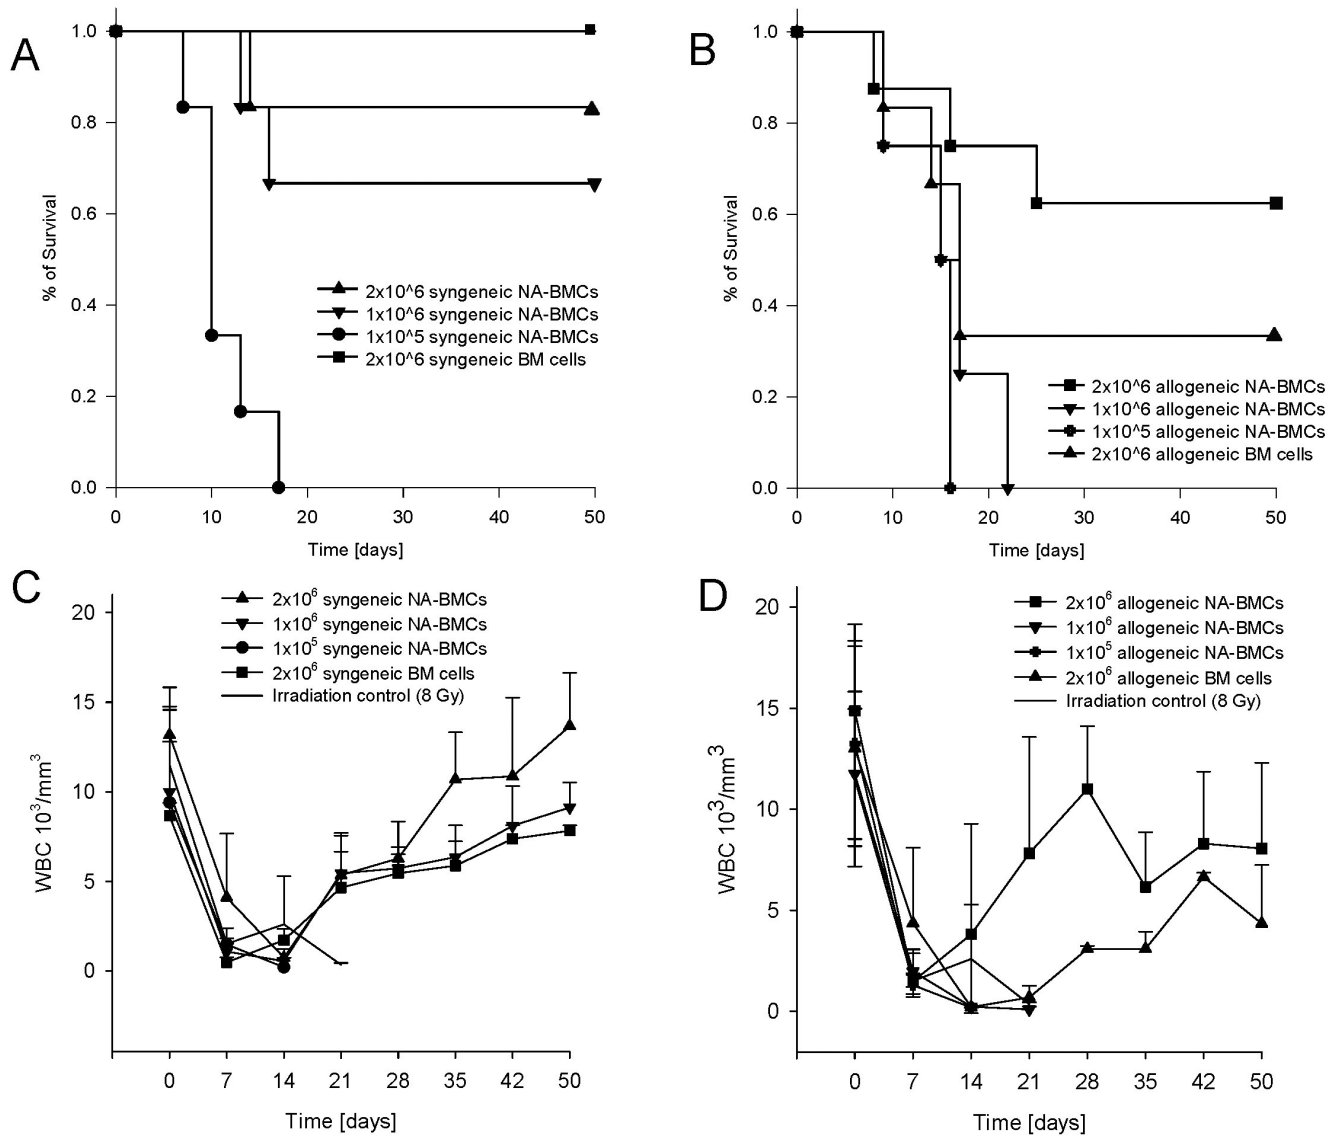 A
1.0
0.8
0.6
0.4
0.2
0.0
% of Survival
2x10^6 syngeneic NA-BMCs
1x10^6 syngeneic NA-BMCs
1x10^5 syngeneic NA-BMCs
2x10^6 syngeneic BM cells
0 10 20 30 40 50
Time [days]
B
1.0
0.8
0.6
0.4
0.2
0.0
% of Survival
2x10^6 allogeneic NA-BMCs
1x10^6 allogeneic NA-BMCs
1x10^5 allogeneic NA-BMCs
2x10^6 allogeneic BM cells
0 10 20 30 40 50
Time [days]
C
2x10⁶ syngeneic NA-BMCs
1x10⁶ syngeneic NA-BMCs
1x10⁵ syngeneic NA-BMCs
2x10⁶ syngeneic BM cells
Irradiation control (8 Gy)
20
15
10
5
0
WBC 10³/mm³
0 7 14 21 28 35 42 50
Time [days]
D
2x10⁶ allogeneic NA-BMCs
1x10⁶ allogeneic NA-BMCs
1x10⁵ allogeneic NA-BMCs
2x10⁶ allogeneic BM cells
Irradiation control (8 Gy)
20
15
10
5
0
WBC 10³/mm³
0 7 14 21 28 35 42 50
Time [days]